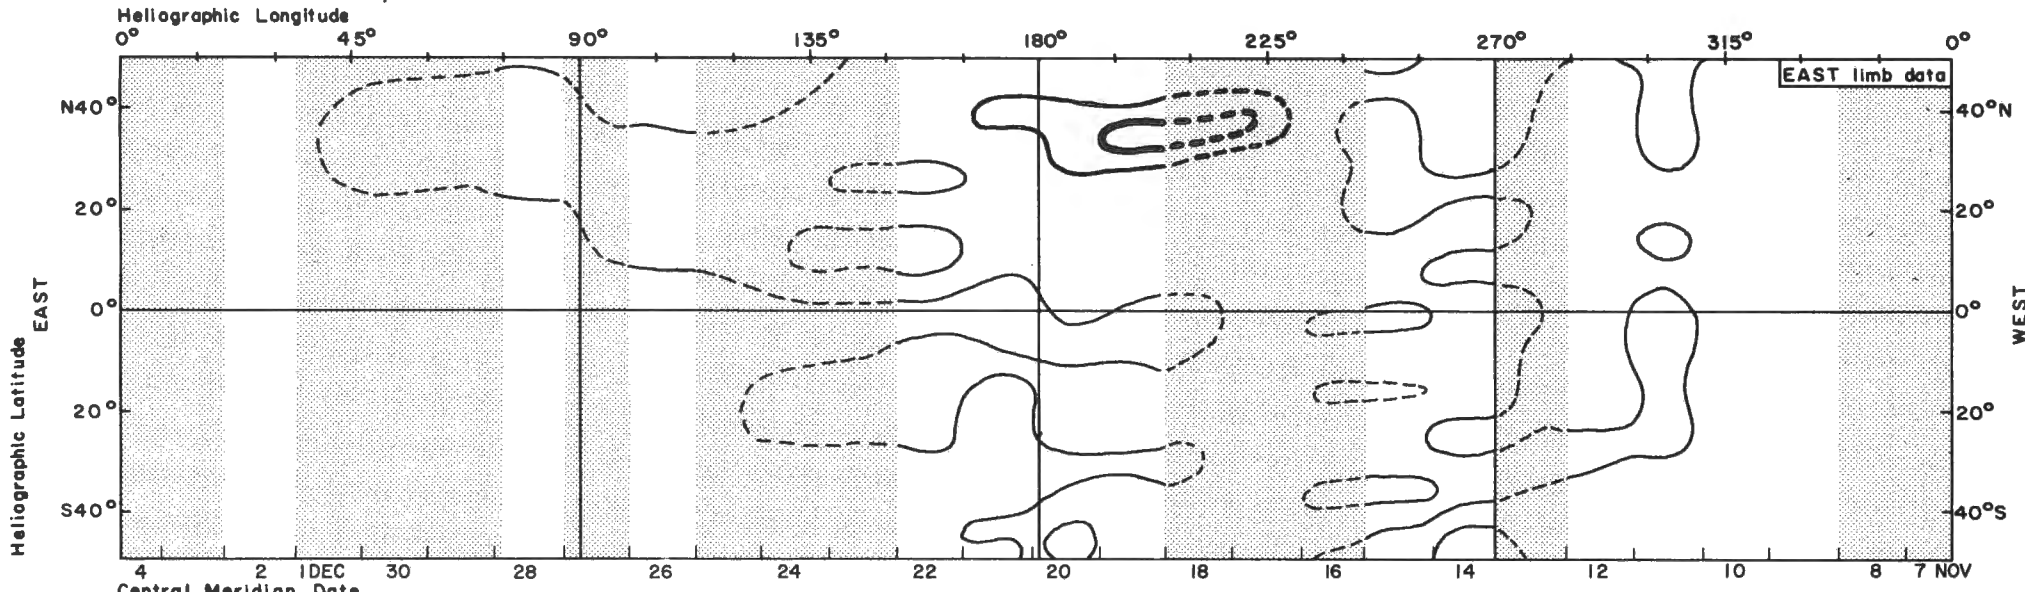 Heliographic Longitude
0° 45° 90° 135° 180° 225° 270° 315° 0°
EAST limb data
N40° 40°N
20° 20°
0° 0°
20° 20°
S40° 40°S
EAST
WEST
Heliographic Latitude
4 2 1DEC 30 28 26 24 22 20 18 16 14 12 10 8 7 NOV
Central Meridian Date